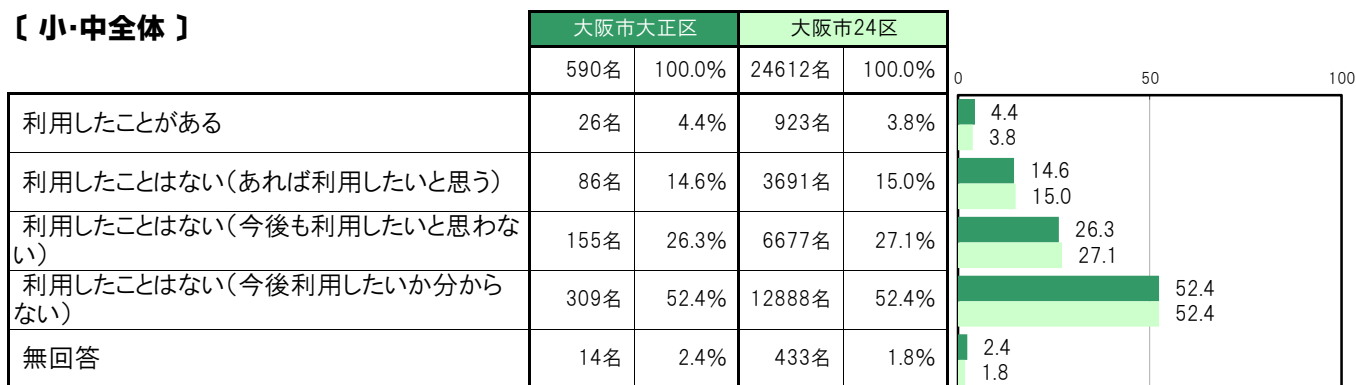 〔 小・中全体 〕
大阪市大正区 大阪市24区
590名 100.0% 24612名 100.0%
0 50 100
利用したことがある 26名 4.4% 923名 3.8%
4.4
3.8
利用したことはない（あれば利用したいと思う） 86名 14.6% 3691名 15.0%
14.6
15.0
利用したことはない（今後も利用したいと思わな
い） 155名 26.3% 6677名 27.1%
26.3
27.1
利用したことはない（今後利用したいか分から
ない） 309名 52.4% 12888名 52.4%
52.4
52.4
無回答 14名 2.4% 433名 1.8%
2.4
1.8